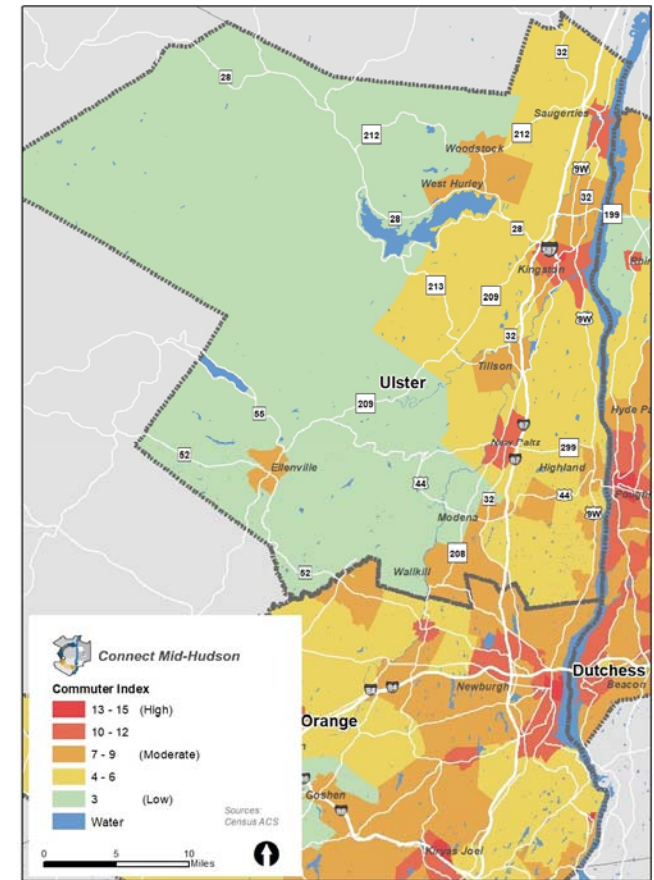 32
28
Saugerties
212
212
Woodstock
9W
West Hurley
32
199
28
28
Kingston
213
209
9W
32
Tillson
Ulster
209
Hyde Pa
55
87
New Paltz
299
52
Ellenville
Highland
44
32
44
9W
Modena
208
52
Wallkill
Connect Mid-Hudson
Commuter Index
13 - 15 (High)
10 - 12
7 - 9 (Moderate)
4 - 6
3 (Low)
Water
Sources:
Census ACS
0 5 10
Miles
Dutchess
Newburgh
Beacon
84
Orange
Goshen
Kiryas Joel